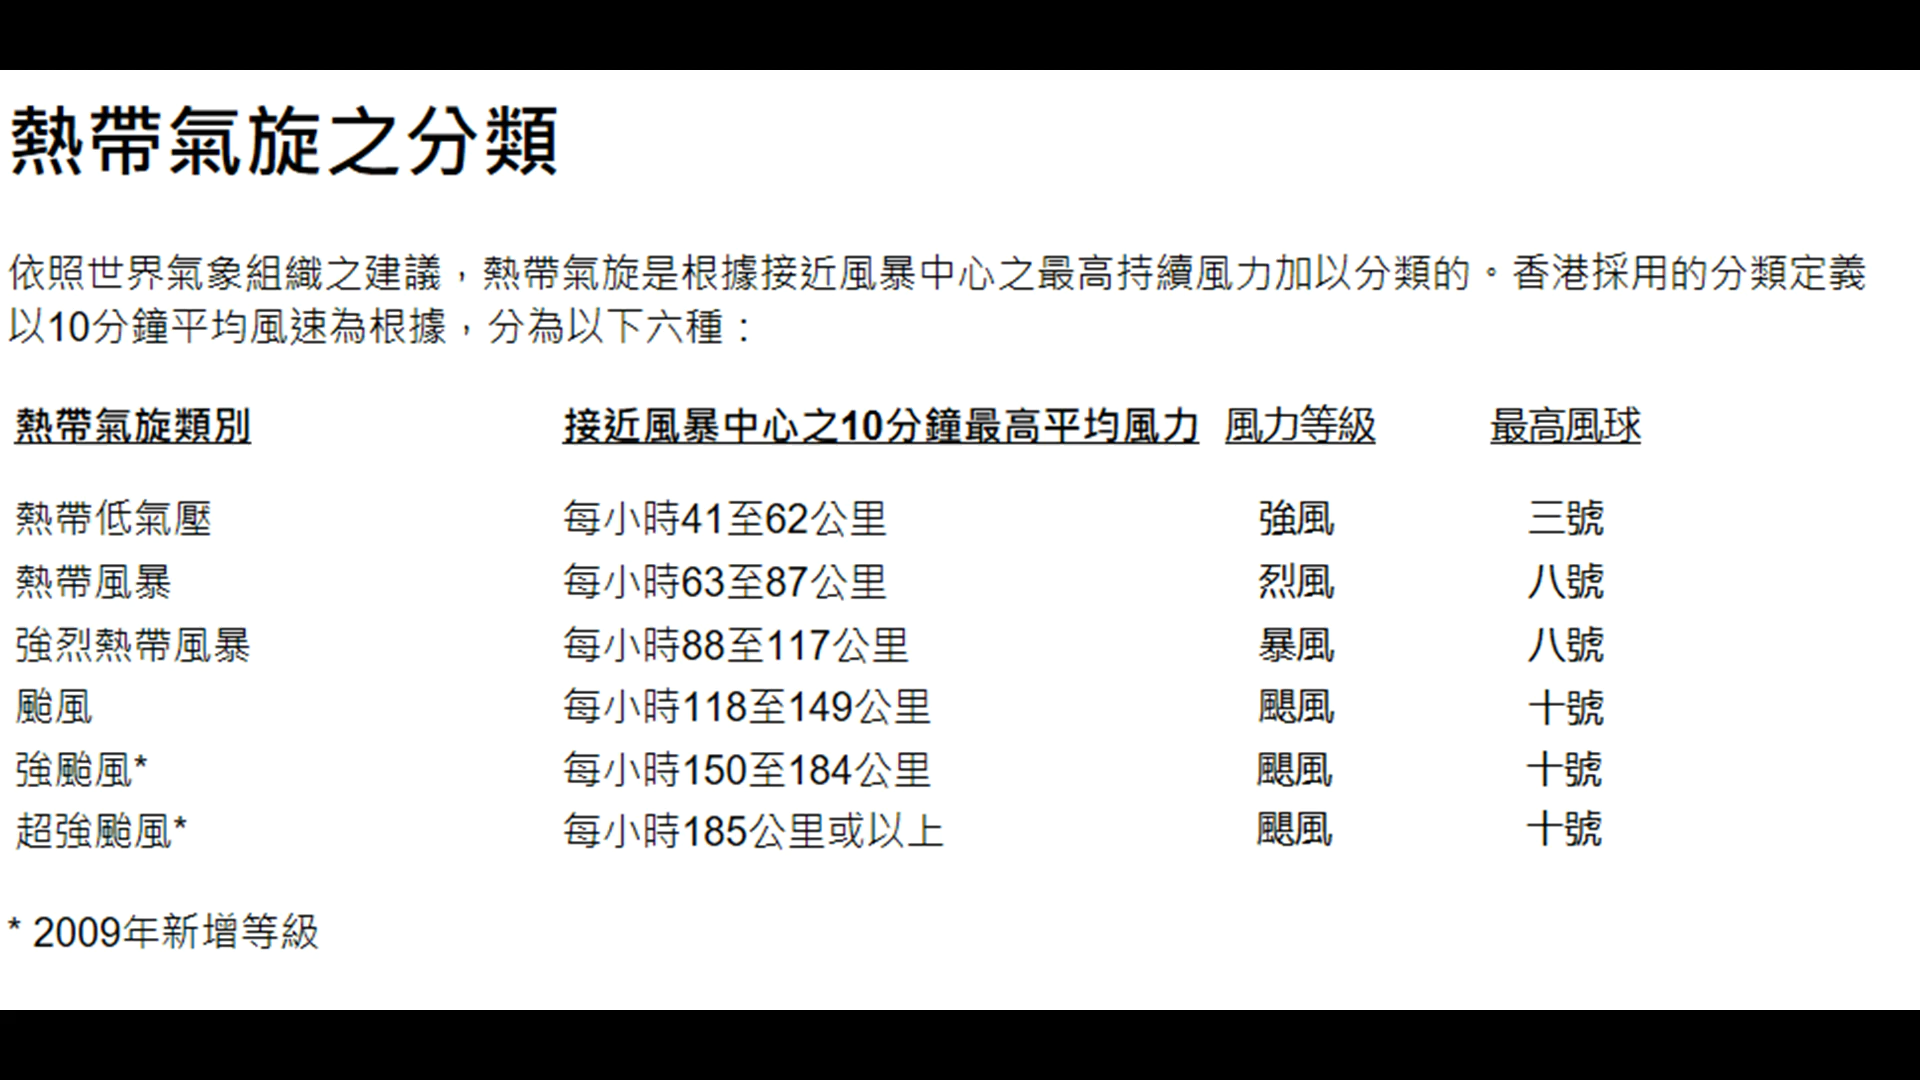 熱帶氣旋之分類
依照世界氣象組織之建議，熱帶氣旋是根據接近風暴中心之最高持續風力加以分類的。香港採用的分類定義
以10分鐘平均風速為根據，分為以下六種：
熱帶氣旋類別 接近風暴中心之10分鐘最高平均風力 風力等級 最高風球
熱帶低氣壓 每小時41至62公里 強風 三號
熱帶風暴 每小時63至87公里 烈風 八號
強烈熱帶風暴 每小時88至117公里 暴風 八號
颱風 每小時118至149公里 颶風 十號
強颱風* 每小時150至184公里 颶風 十號
超強颱風* 每小時185公里或以上 颶風 十號
* 2009年新增等級